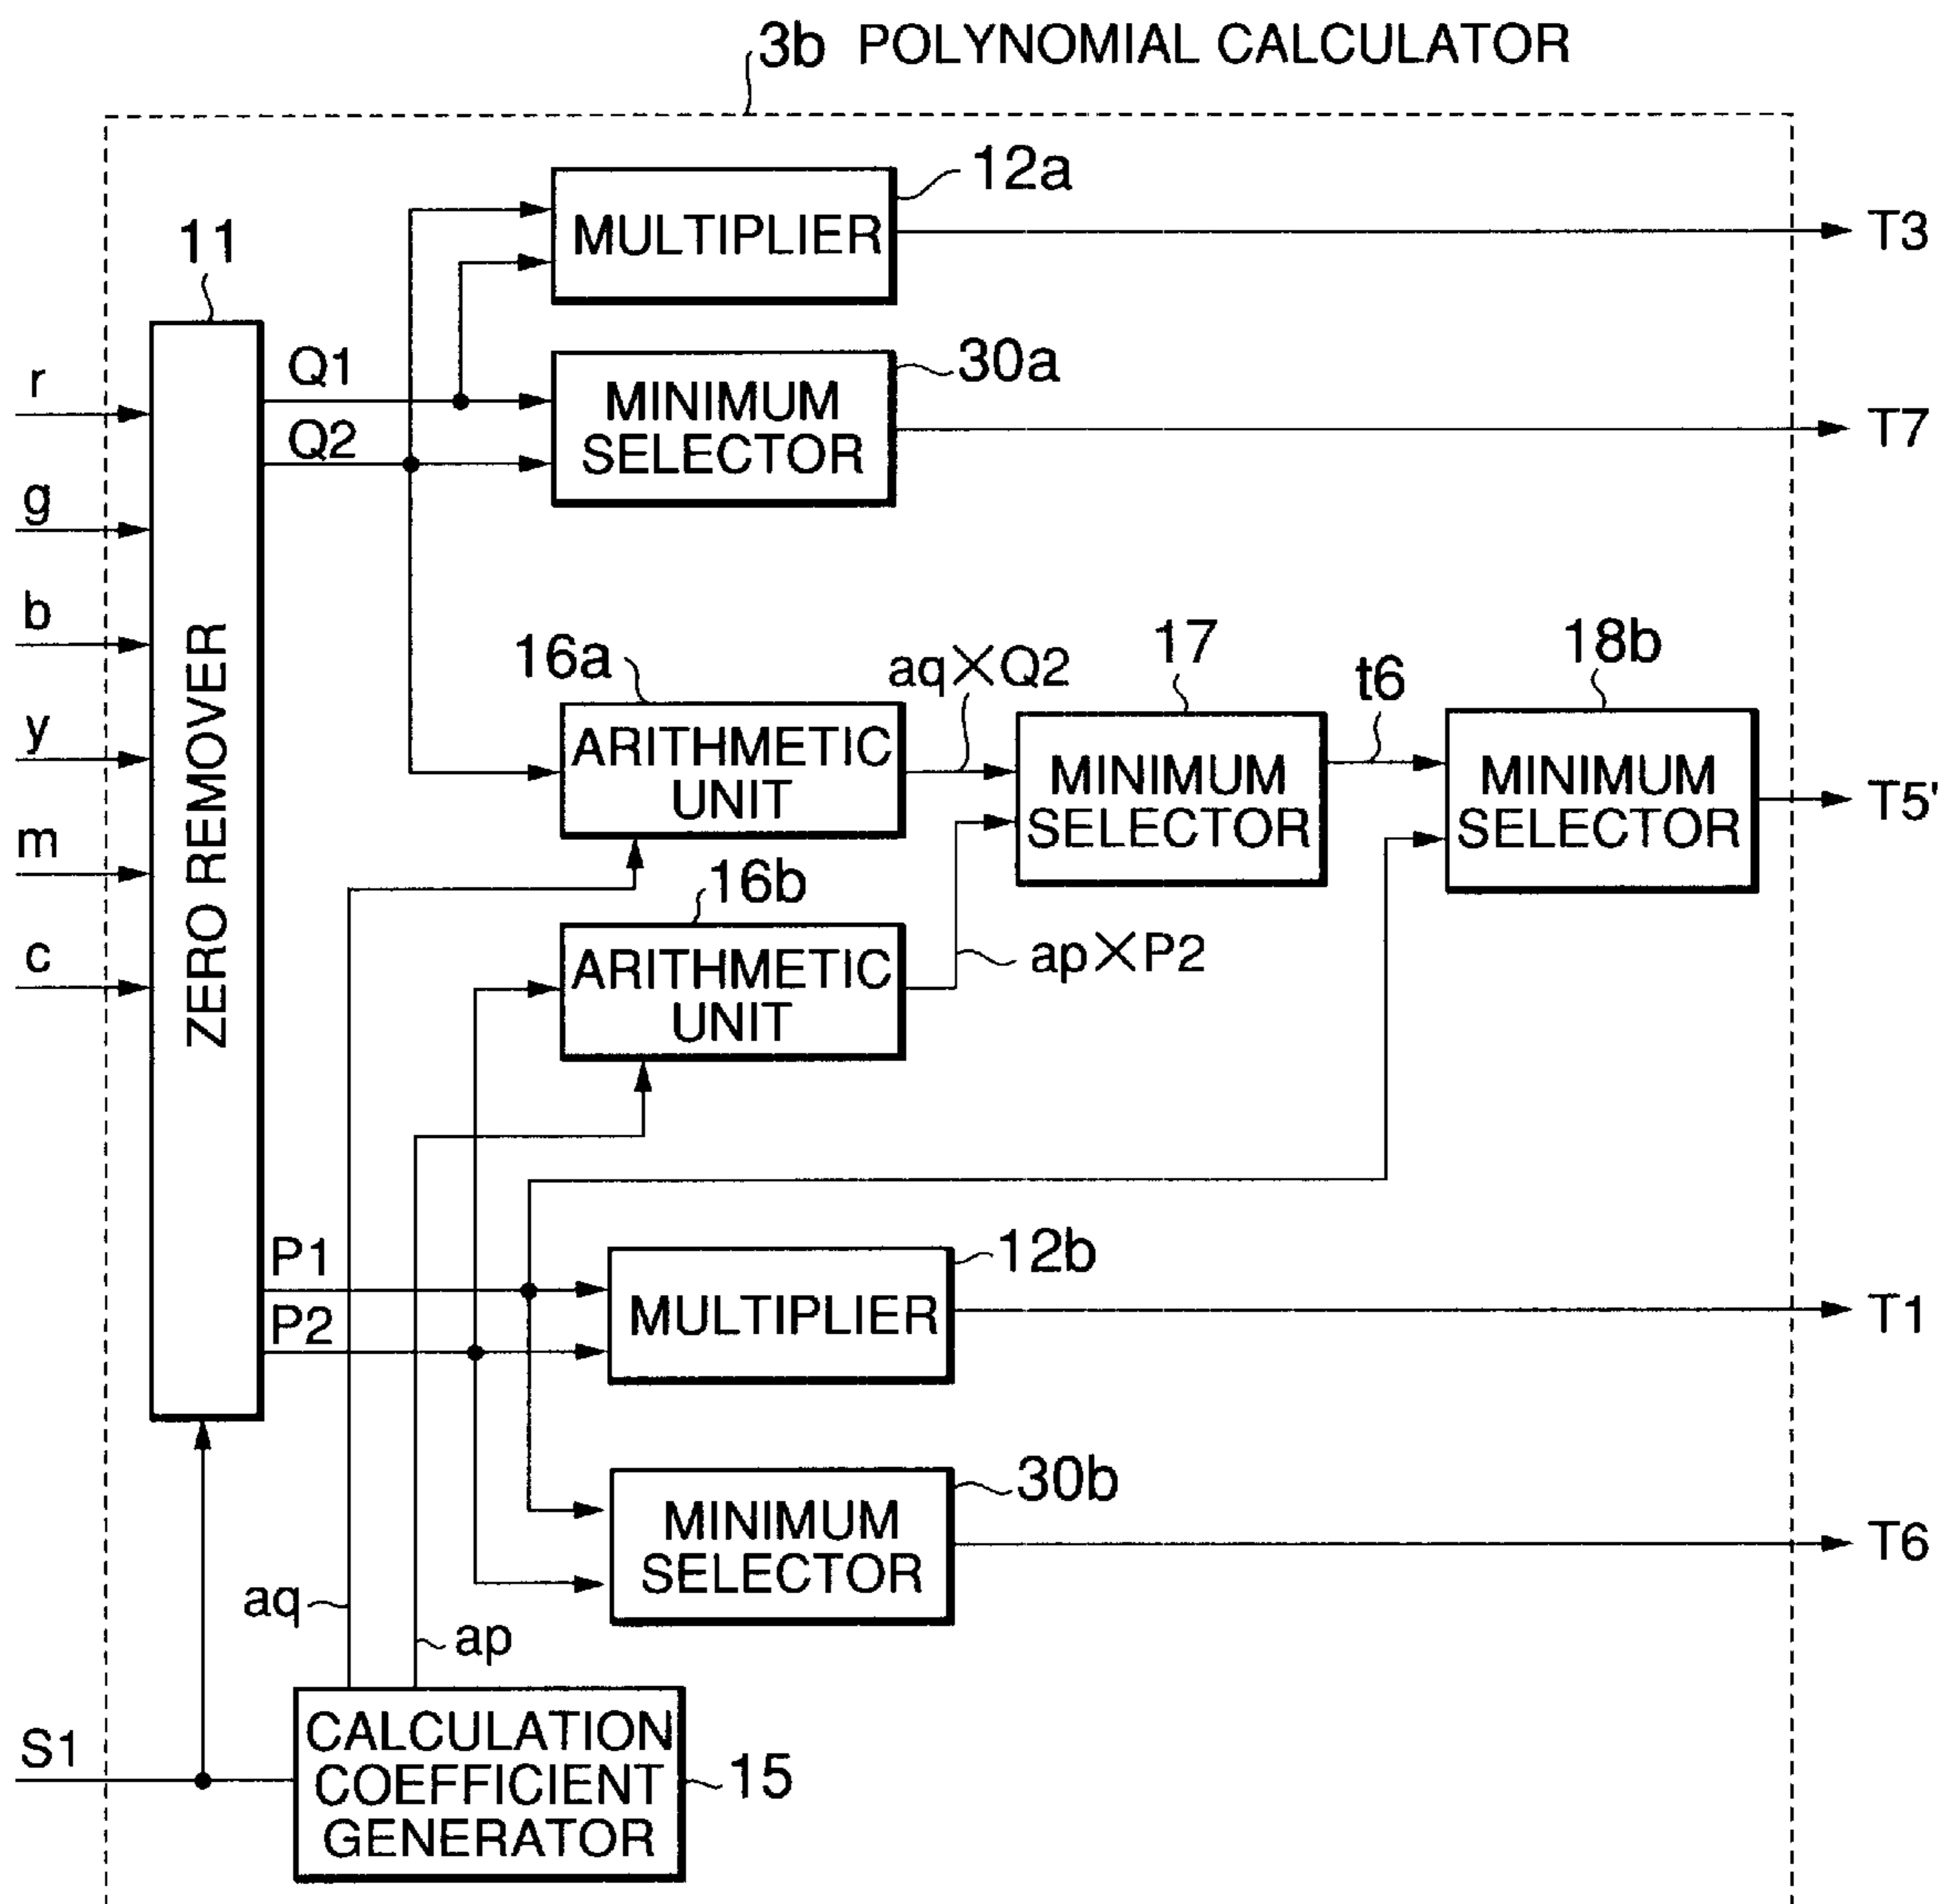 3b POLYNOMIAL CALCULATOR
12a
MULTIPLIER
T3
11
30a
Q1
MINIMUM
SELECTOR
T7
r
Q2
g
b
ZERO REMOVER
16a
aq×Q2
17
t6
18b
y
ARITHMETIC
UNIT
MINIMUM
SELECTOR
MINIMUM
SELECTOR
T5'
m
16b
c
ARITHMETIC
UNIT
ap×P2
P1
12b
P2
MULTIPLIER
T1
30b
MINIMUM
SELECTOR
T6
aq
ap
S1
CALCULATION
COEFFICIENT
GENERATOR
15